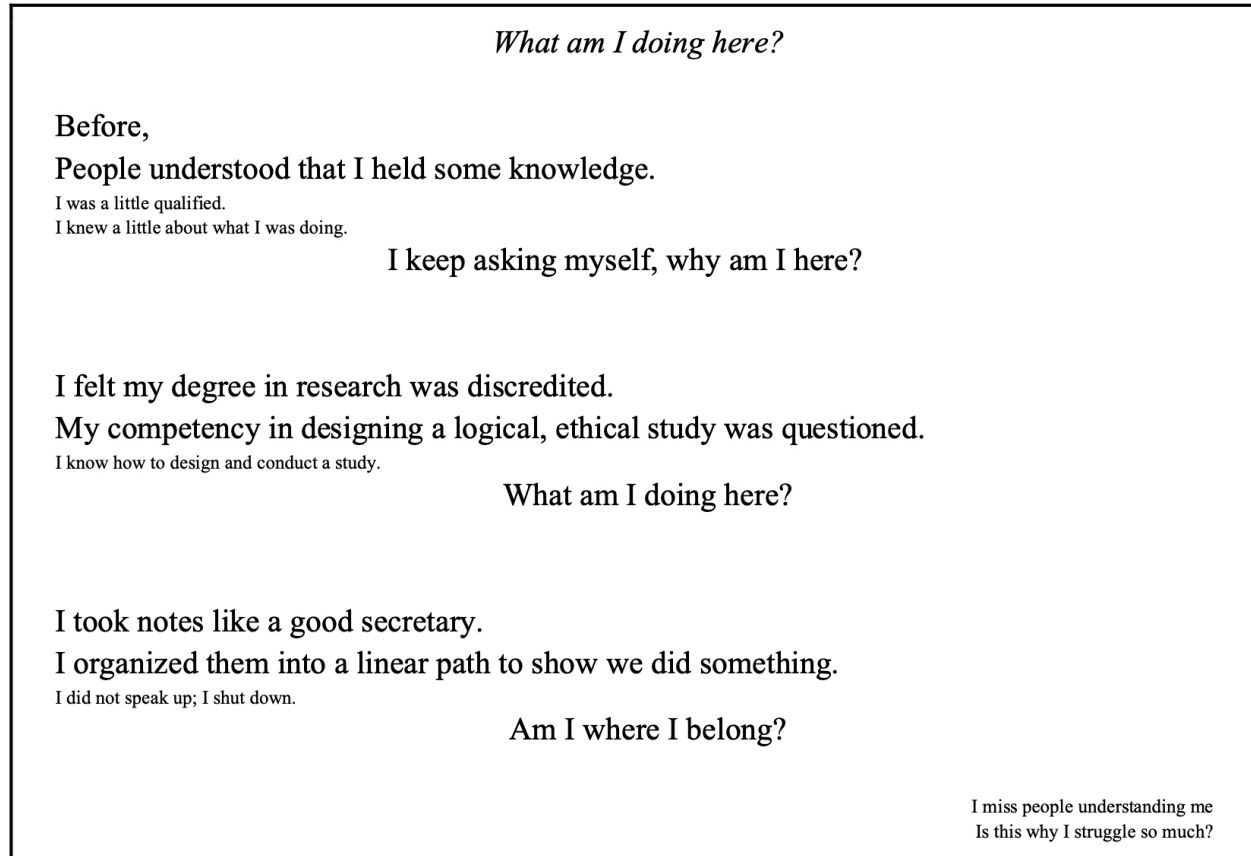 What am I doing here?
Before,
People understood that I held some knowledge.
I was a little qualified.
I knew a little about what I was doing.
I keep asking myself, why am I here?
I felt my degree in research was discredited.
My competency in designing a logical, ethical study was questioned.
I know how to design and conduct a study.
What am I doing here?
I took notes like a good secretary.
I organized them into a linear path to show we did something.
I did not speak up; I shut down.
Am I where I belong?
I miss people understanding me
Is this why I struggle so much?